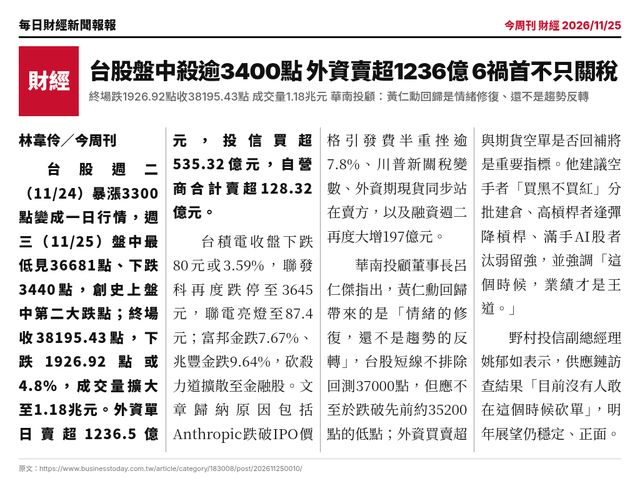 每日財經新聞報報
今周刊 財經 2026/11/25
財經
台股盤中殺逾3400點 外資賣超1236億 6禍首不只關稅
終場跌1926.92點收38195.43點 成交量1.18兆元 華南投顧：黃仁勳回歸是情緒修復、還不是趨勢反轉
林韋伶／今周刊
台股週二
（11/24）暴漲3300
點變成一日行情，週
三（11/25）盤中最
低見36681點、下跌
3440點，創史上盤
中第二大跌點；終場
收38195.43點，下
跌1926.92點或
4.8%，成交量擴大
至1.18兆元。外資單
日賣超1236.5億
元，投信買超
535.32億元，自營
商合計賣超128.32
億元。
台積電收盤下跌
80元或3.59%，聯發
科再度跌停至3645
元，聯電亮燈至87.4
元；富邦金跌7.67%、
兆豐金跌9.64%，砍殺
力道擴散至金融股。文
章歸納原因包括
Anthropic跌破IPO價
格引發費半重挫逾
7.8%、川普新關稅變
數、外資期現貨同步站
在賣方，以及融資週二
再度大增197億元。
華南投顧董事長呂
仁傑指出，黃仁勳回歸
帶來的是「情緒的修
復，還不是趨勢的反
轉」，台股短線不排除
回測37000點，但應不
至於跌破先前約35200
點的低點；外資買賣超
與期貨空單是否回補將
是重要指標。他建議空
手者「買黑不買紅」分
批建倉、高槓桿者逢彈
降槓桿、滿手AI股者
汰弱留強，並強調「這
個時候，業績才是王
道。」
野村投信副總經理
姚郁如表示，供應鏈訪
查結果「目前沒有人敢
在這個時候砍單」，明
年展望仍穩定、正面。
原文：https://www.businesstoday.com.tw/article/category/183008/post/202611250010/